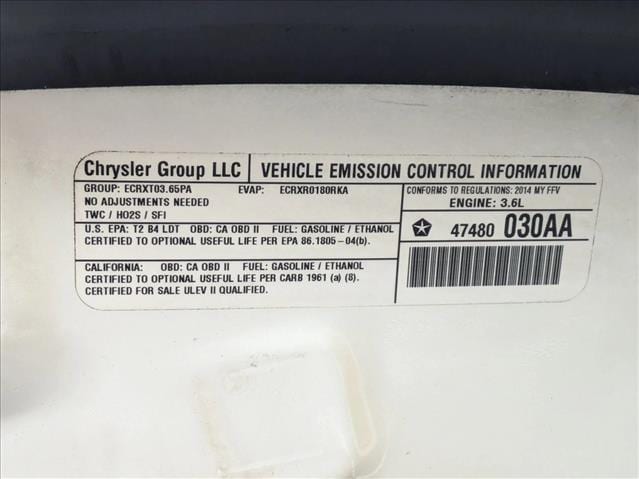 Chrysler Group LLC VEHICLE EMISSION CONTROL INFORMATION
GROUP: ECRXT03.65PA EVAP: ECRXR0180RKA
NO ADJUSTMENTS NEEDED
TWC / HO2S / SFI
CONFORMS TO REGULATIONS: 2014 MY FFV
ENGINE: 3.6L
U.S. EPA: T2 B4 LDT OBD: CA OBD II FUEL: GASOLINE / ETHANOL
CERTIFIED TO OPTIONAL USEFUL LIFE PER EPA 86.1805-04(b).
47480 030AA
CALIFORNIA: OBD: CA OBD II FUEL: GASOLINE / ETHANOL
CERTIFIED TO OPTIONAL USEFUL LIFE PER CARB 1961 (a) (8).
CERTIFIED FOR SALE ULEV II QUALIFIED.